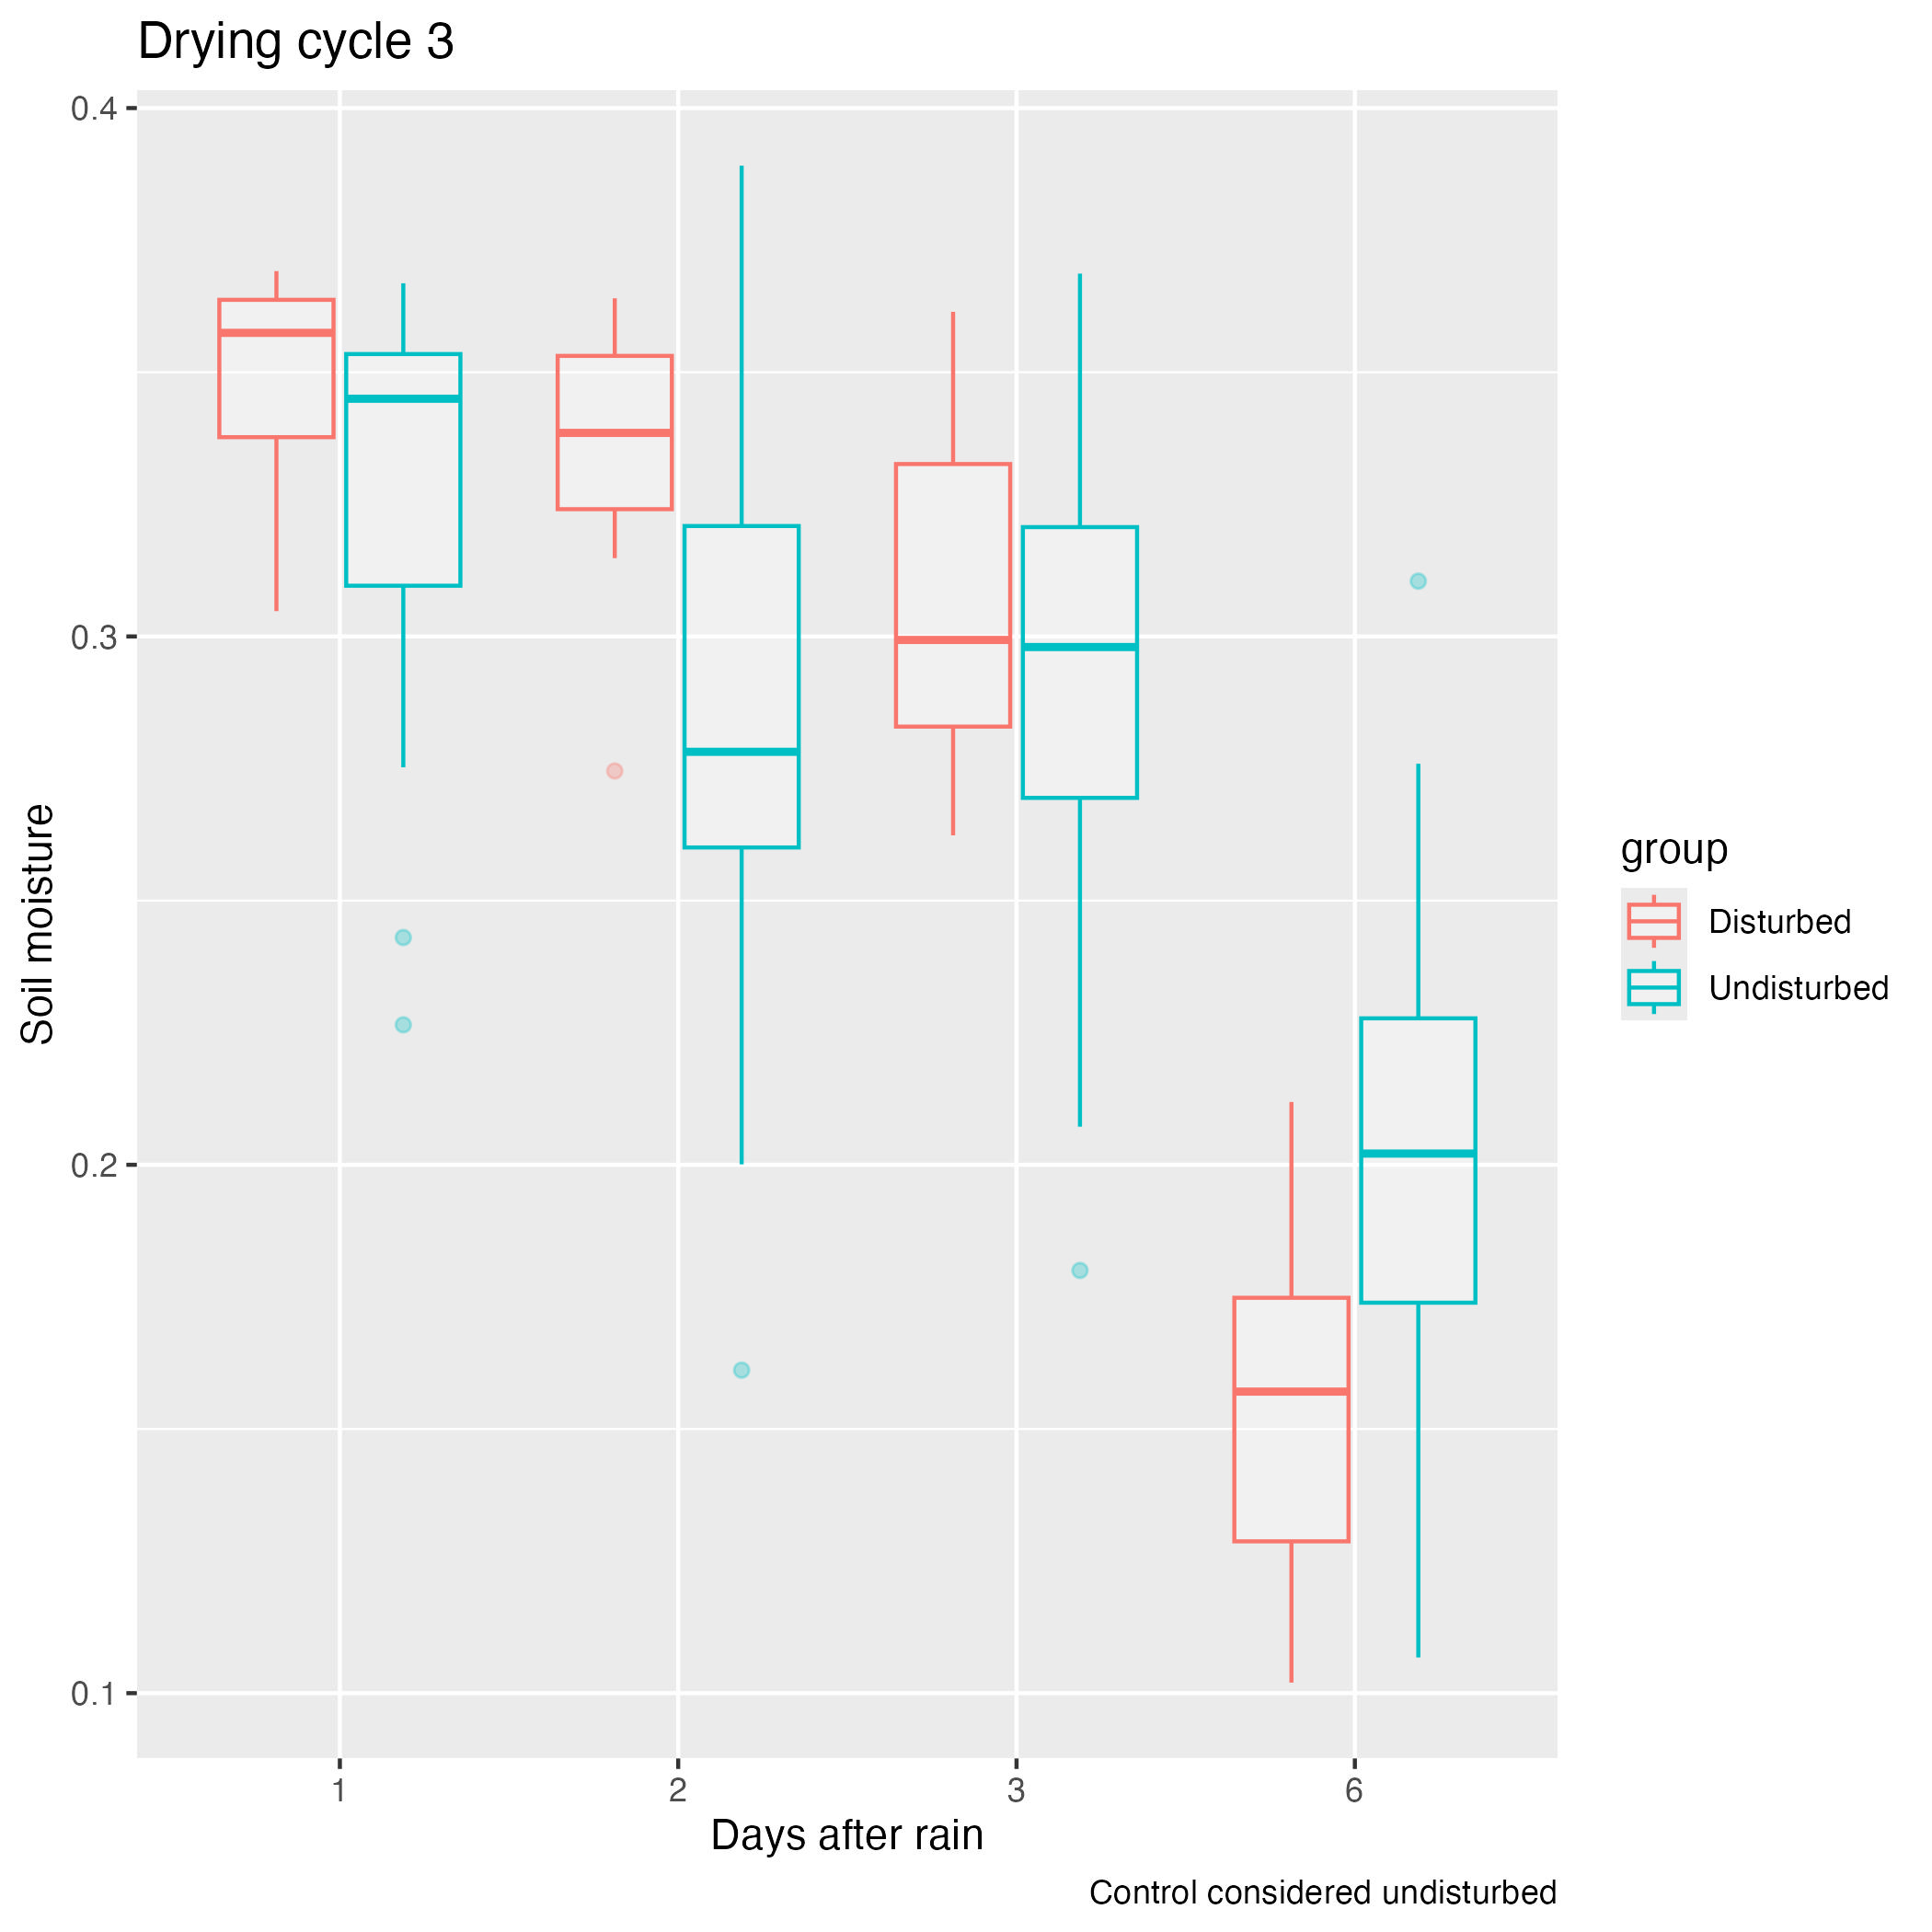 Drying cycle 3
0.4
0.3
0.2
0.1
Soil moisture
1 2 3 6
Days after rain
Control considered undisturbed
group
Disturbed
Undisturbed